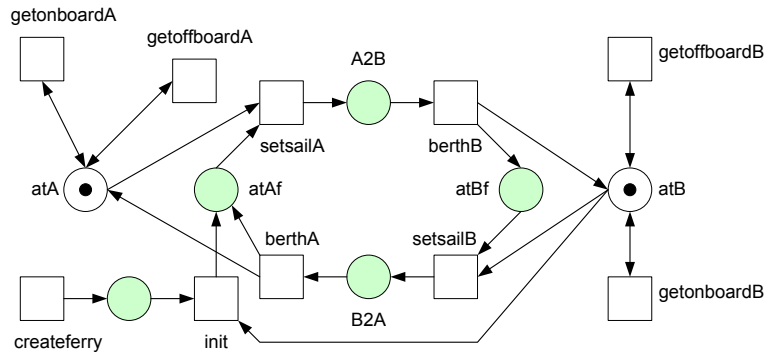 getonboardA
getoffboardA
A2B
getoffboardB
setsailA
berthB
atA
atAf
atBf
atB
berthA
setsailB
getonboardB
B2A
createferry
init